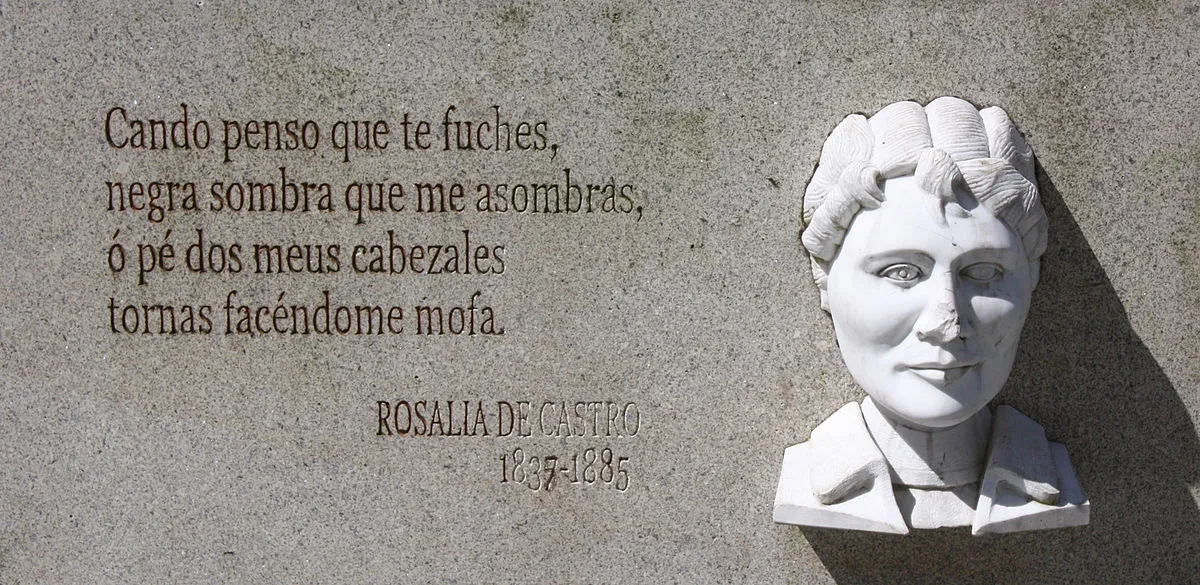 Cando penso que te fuches,
negra sombra que me asombras,
ó pé dos meus cabezales
tornas facéndome mofa.
ROSALIA DE CASTRO
1837-1885